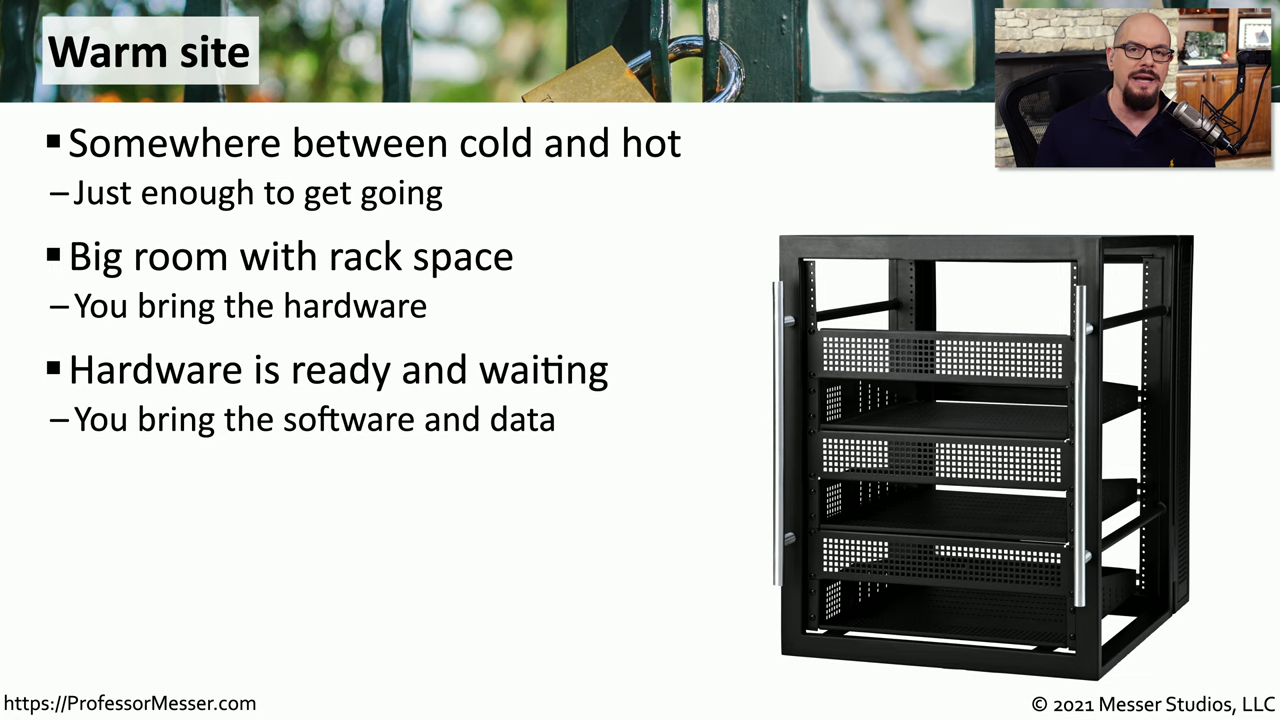 Warm site
▪ Somewhere between cold and hot
– Just enough to get going
▪ Big room with rack space
– You bring the hardware
▪ Hardware is ready and waiting
– You bring the software and data
https://ProfessorMesser.com
© 2021 Messer Studios, LLC